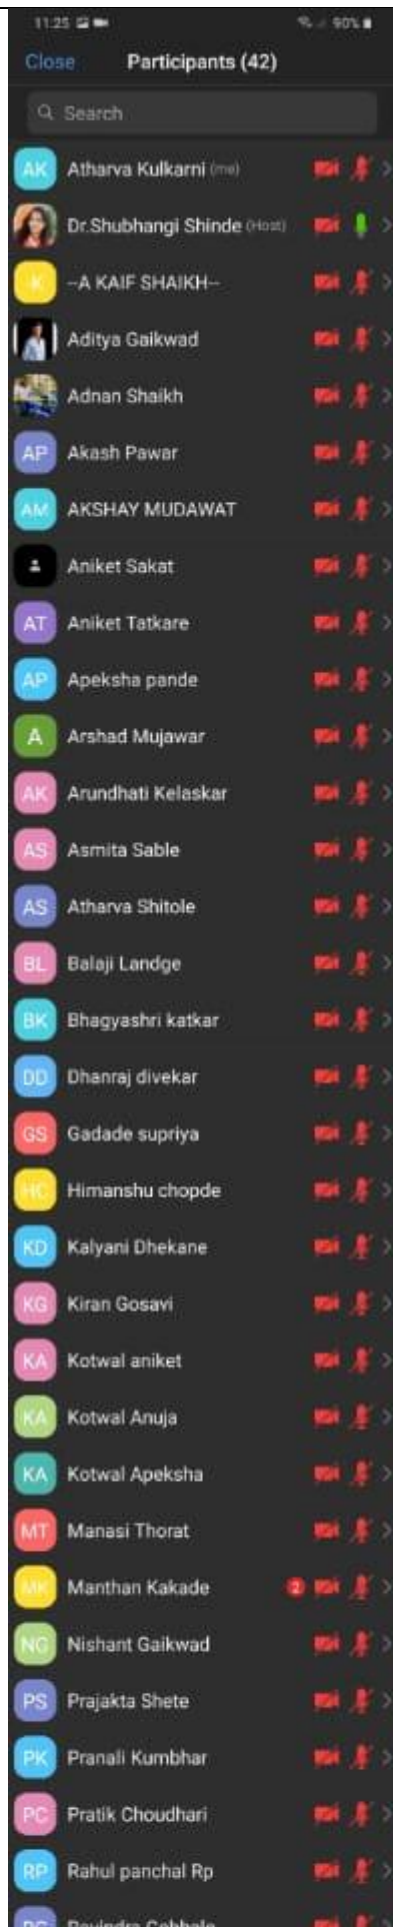 11:25 90%
Close Participants (42)
Search
AK Atharva Kulkarni (me)
Dr.Shubhangi Shinde (Host)
K --A KAIF SHAIKH--
Aditya Gaikwad
Adnan Shaikh
AP Akash Pawar
AM AKSHAY MUDAWAT
Aniket Sakat
AT Aniket Tatkare
AP Apeksha pande
A Arshad Mujawar
AK Arundhati Kelaskar
AS Asmita Sable
AS Atharva Shitole
BL Balaji Landge
BK Bhagyashri katkar
DD Dhanraj divekar
GS Gadade supriya
HC Himanshu chopde
KD Kalyani Dhekane
KG Kiran Gosavi
KA Kotwal aniket
KA Kotwal Anuja
KA Kotwal Apeksha
MT Manasi Thorat
MK Manthan Kakade 2
NG Nishant Gaikwad
PS Prajakta Shete
PK Pranali Kumbhar
PC Pratik Choudhari
RP Rahul panchal Rp